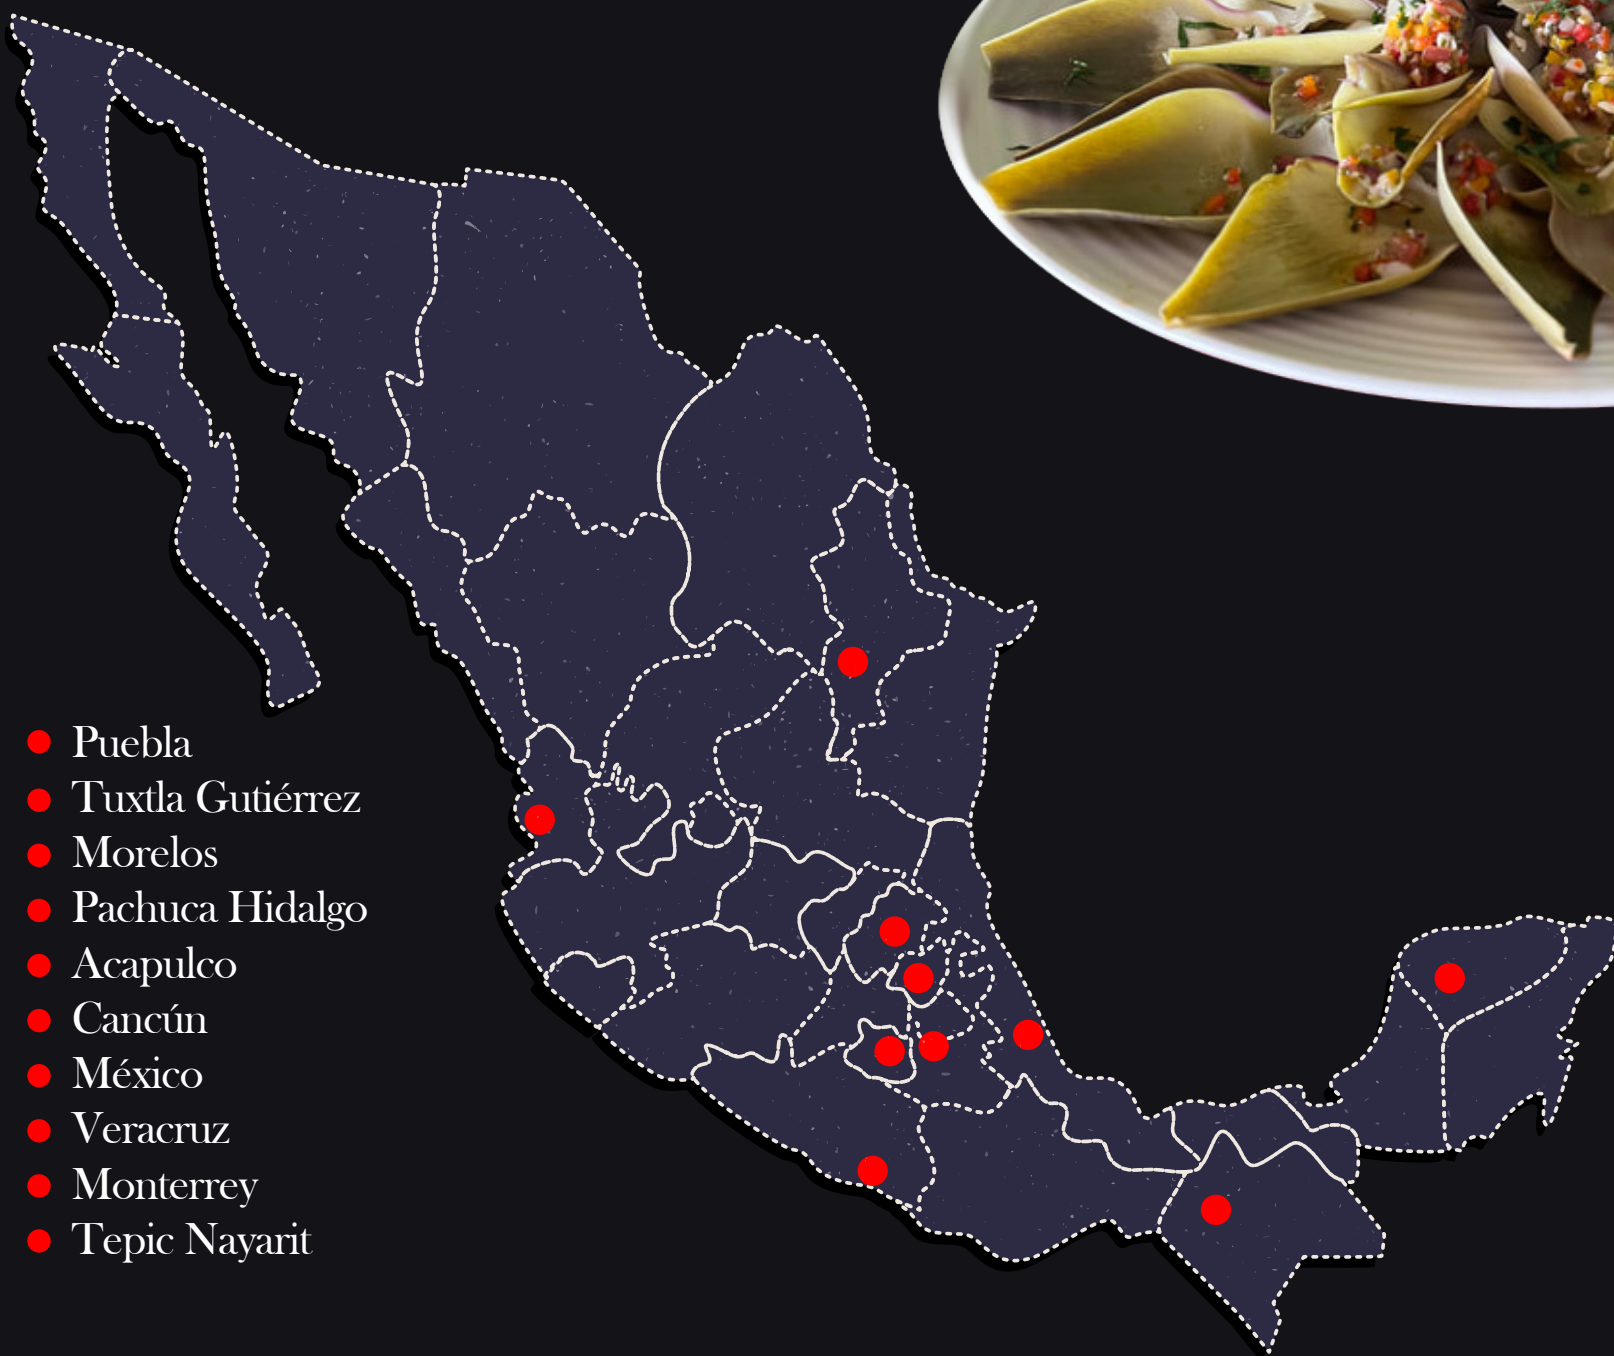 Puebla
Tuxtla Gutiérrez
Morelos
Pachuca Hidalgo
Acapulco
Cancún
México
Veracruz
Monterrey
Tepic Nayarit